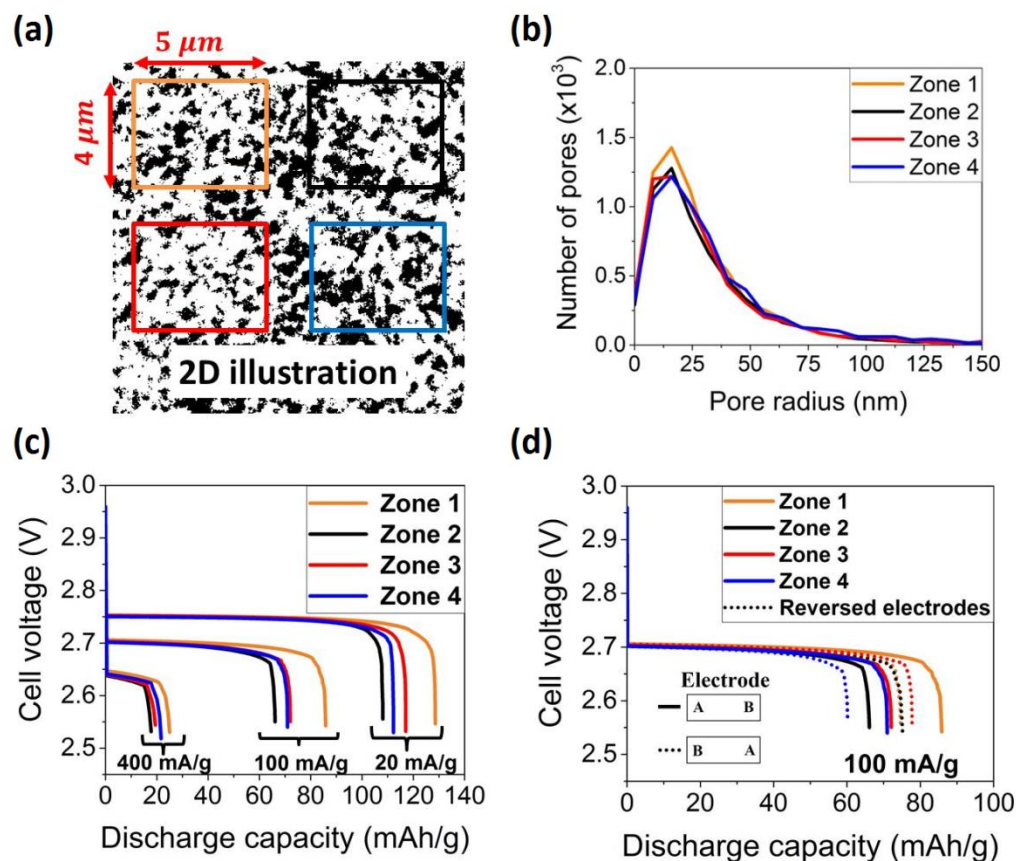 (a)
5 μm
4 μm
2D illustration
(b)
2.0
1.5
1.0
0.5
0.0
Number of pores (x10³)
Zone 1
Zone 2
Zone 3
Zone 4
0 25 50 75 100 125 150
Pore radius (nm)
(c)
3.0
2.9
2.8
2.7
2.6
2.5
Cell voltage (V)
Zone 1
Zone 2
Zone 3
Zone 4
400 mA/g 100 mA/g 20 mA/g
0 20 40 60 80 100 120 140
Discharge capacity (mAh/g)
(d)
3.0
2.9
2.8
2.7
2.6
2.5
Cell voltage (V)
Zone 1
Zone 2
Zone 3
Zone 4
Reversed electrodes
Electrode
A B
B A
100 mA/g
0 20 40 60 80 100
Discharge capacity (mAh/g)